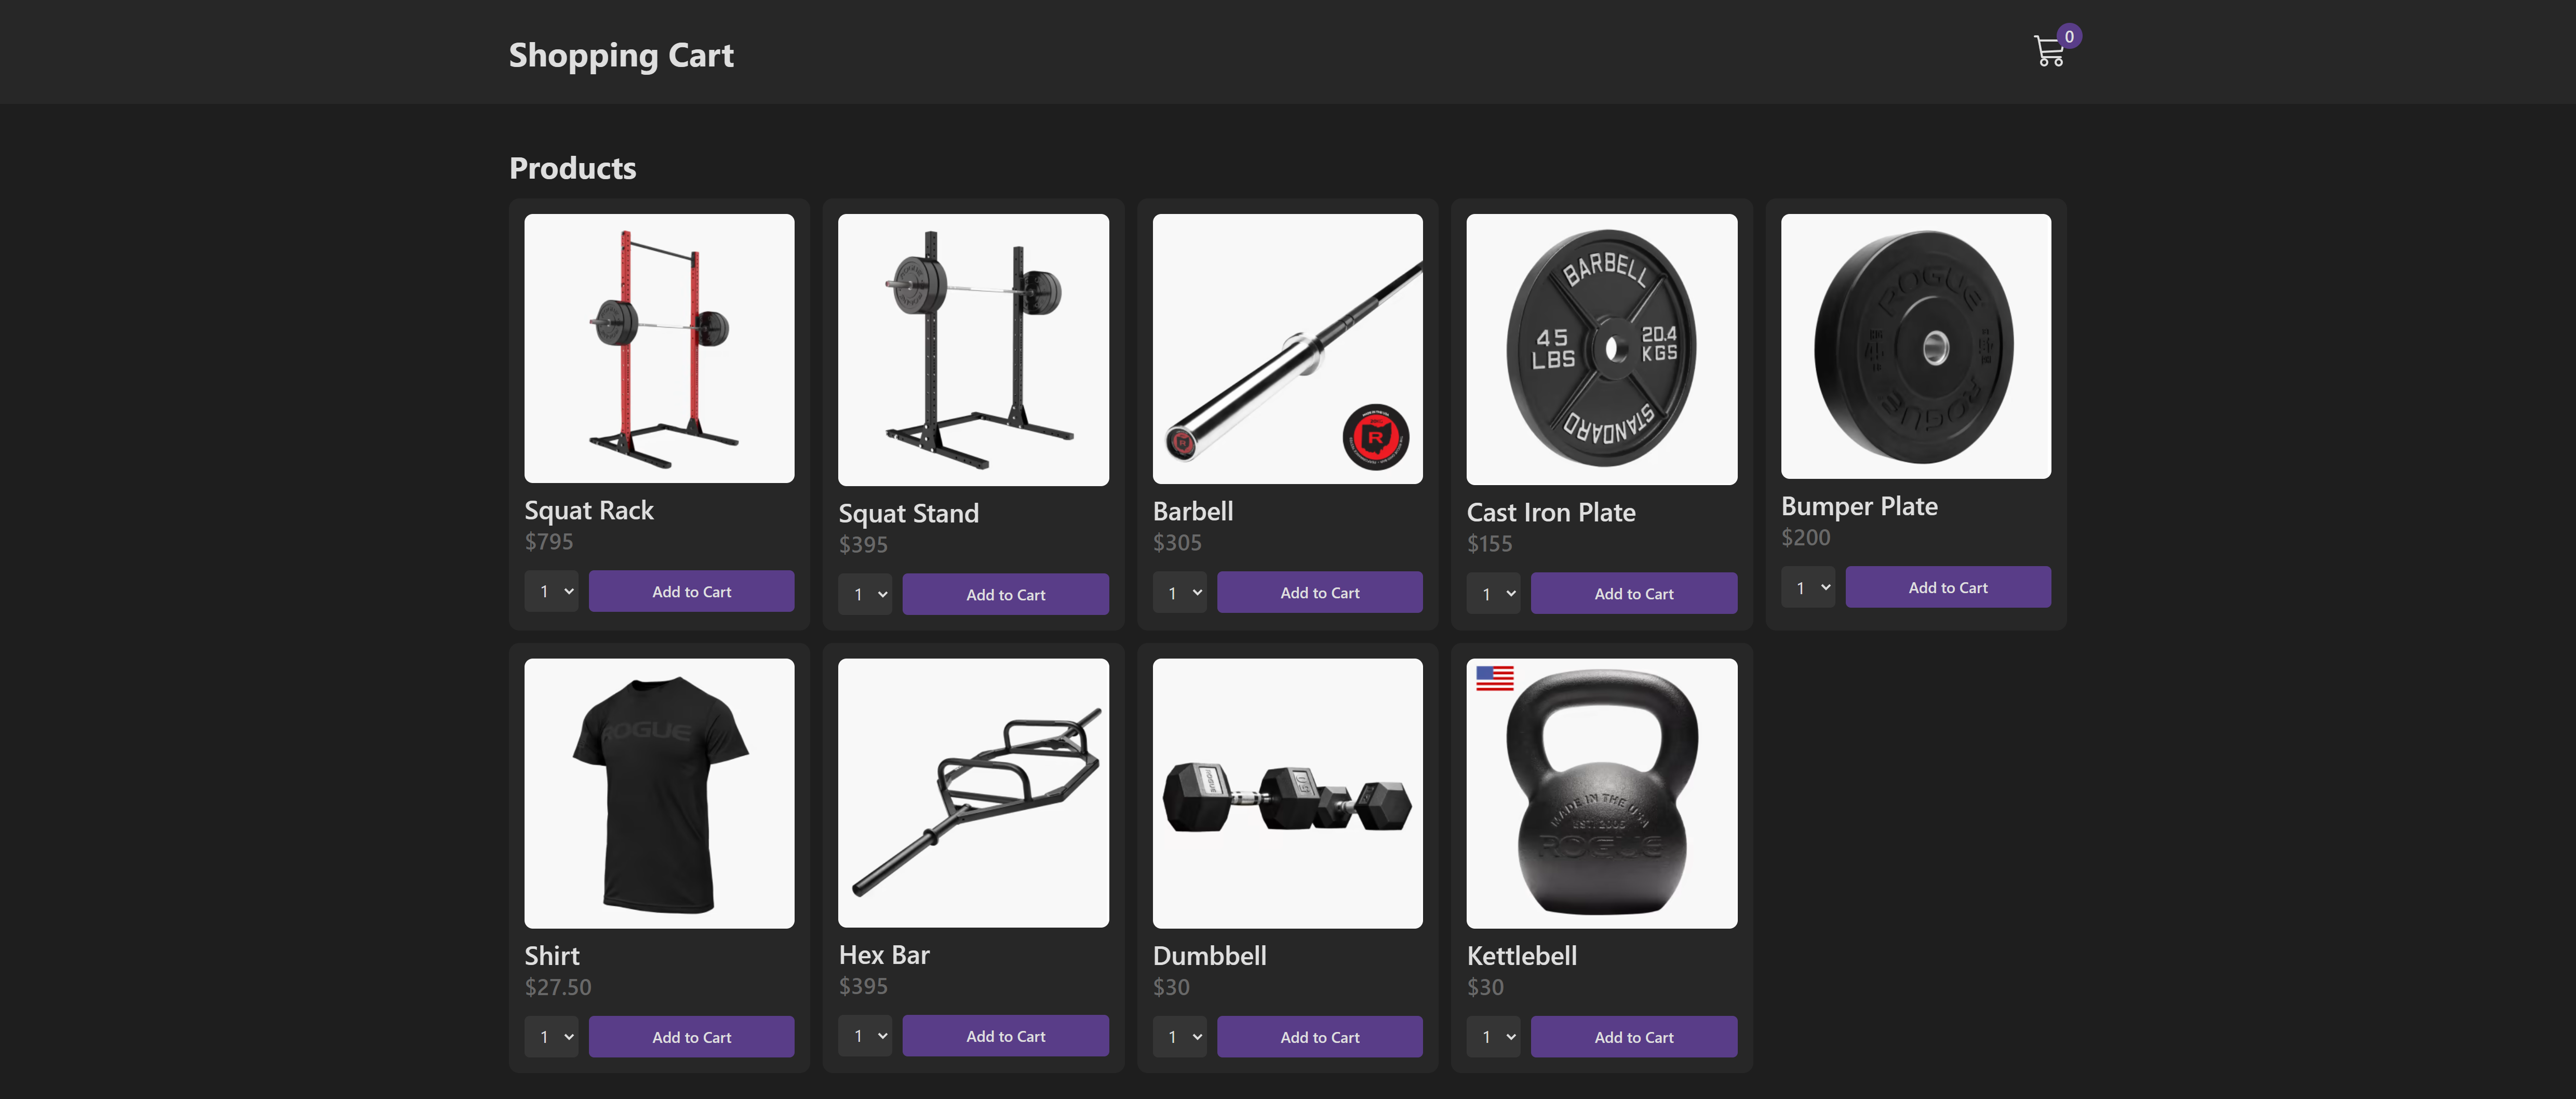 Shopping Cart
0
Products
BARBELL
45 LBS
20.4 KGS
STANDARD
R
ROGUE
ROGUE
Squat Rack
$795
1
Add to Cart
Squat Stand
$395
1
Add to Cart
Barbell
$305
1
Add to Cart
Cast Iron Plate
$155
1
Add to Cart
Bumper Plate
$200
1
Add to Cart
ROGUE
MADE IN THE USA
EST. 2006
ROGUE
Shirt
$27.50
1
Add to Cart
Hex Bar
$395
1
Add to Cart
Dumbbell
$30
1
Add to Cart
Kettlebell
$30
1
Add to Cart